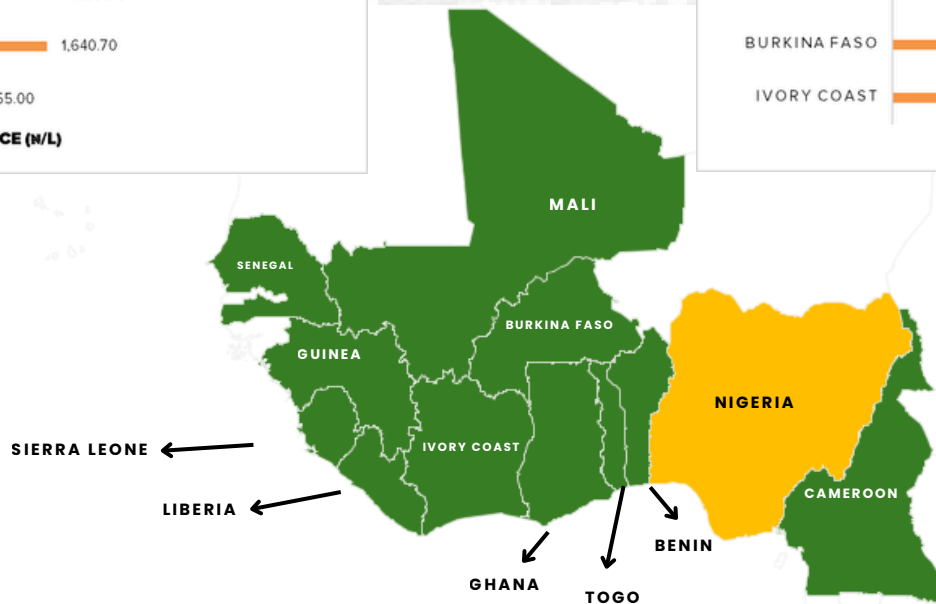 1,640.70
55.00
CE (₦/L)
BURKINA FASO
IVORY COAST
MALI
SENEGAL
BURKINA FASO
GUINEA
NIGERIA
IVORY COAST
SIERRA LEONE
CAMEROON
LIBERIA
BENIN
GHANA
TOGO